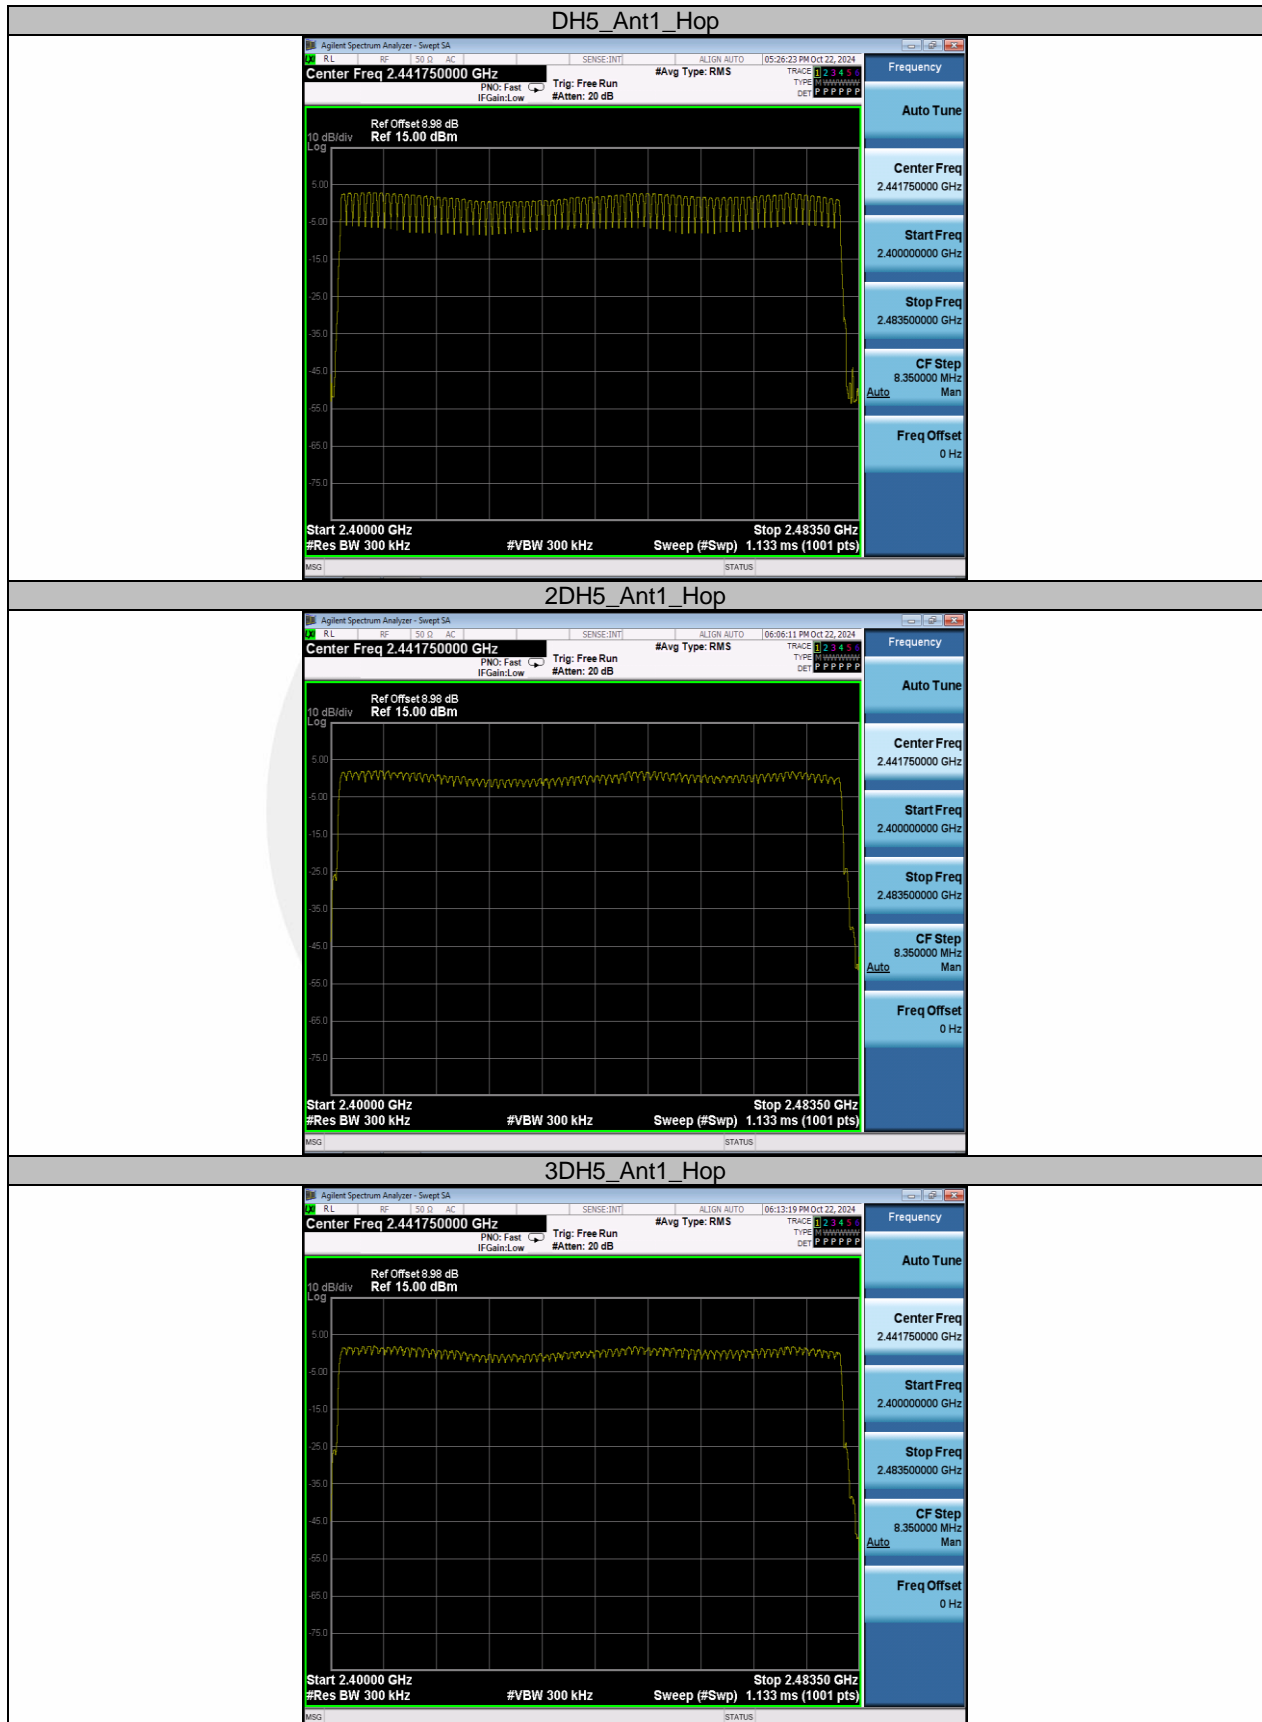 DH5_Ant1_Hop
Agilent Spectrum Analyzer - Swept SA
RL RF 50 Ω AC SENSE:INT ALIGN AUTO 05:26:23 PM Oct 22, 2024
Center Freq 2.441750000 GHz #Avg Type: RMS TRACE 1 2 3 4 5 6
PNO: Fast Trig: Free Run TYPE M
IFGain:Low #Atten: 20 dB DET P P P P P P
Frequency
Auto Tune
Ref Offset 8.98 dB
10 dB/div Ref 15.00 dBm
Log
5.00
-5.00
-15.0
-25.0
-35.0
-45.0
-55.0
-65.0
-75.0
Center Freq
2.441750000 GHz
Start Freq
2.400000000 GHz
Stop Freq
2.483500000 GHz
CF Step
8.350000 MHz
Auto Man
Freq Offset
0 Hz
Start 2.40000 GHz Stop 2.48350 GHz
#Res BW 300 kHz #VBW 300 kHz Sweep (#Swp) 1.133 ms (1001 pts)
MSG STATUS
2DH5_Ant1_Hop
Agilent Spectrum Analyzer - Swept SA
RL RF 50 Ω AC SENSE:INT ALIGN AUTO 06:06:11 PM Oct 22, 2024
Center Freq 2.441750000 GHz #Avg Type: RMS TRACE 1 2 3 4 5 6
PNO: Fast Trig: Free Run TYPE M
IFGain:Low #Atten: 20 dB DET P P P P P P
Frequency
Auto Tune
Ref Offset 8.98 dB
10 dB/div Ref 15.00 dBm
Log
5.00
-5.00
-15.0
-25.0
-35.0
-45.0
-55.0
-65.0
-75.0
Center Freq
2.441750000 GHz
Start Freq
2.400000000 GHz
Stop Freq
2.483500000 GHz
CF Step
8.350000 MHz
Auto Man
Freq Offset
0 Hz
Start 2.40000 GHz Stop 2.48350 GHz
#Res BW 300 kHz #VBW 300 kHz Sweep (#Swp) 1.133 ms (1001 pts)
MSG STATUS
3DH5_Ant1_Hop
Agilent Spectrum Analyzer - Swept SA
RL RF 50 Ω AC SENSE:INT ALIGN AUTO 06:13:19 PM Oct 22, 2024
Center Freq 2.441750000 GHz #Avg Type: RMS TRACE 1 2 3 4 5 6
PNO: Fast Trig: Free Run TYPE M
IFGain:Low #Atten: 20 dB DET P P P P P P
Frequency
Auto Tune
Ref Offset 8.98 dB
10 dB/div Ref 15.00 dBm
Log
5.00
-5.00
-15.0
-25.0
-35.0
-45.0
-55.0
-65.0
-75.0
Center Freq
2.441750000 GHz
Start Freq
2.400000000 GHz
Stop Freq
2.483500000 GHz
CF Step
8.350000 MHz
Auto Man
Freq Offset
0 Hz
Start 2.40000 GHz Stop 2.48350 GHz
#Res BW 300 kHz #VBW 300 kHz Sweep (#Swp) 1.133 ms (1001 pts)
MSG STATUS